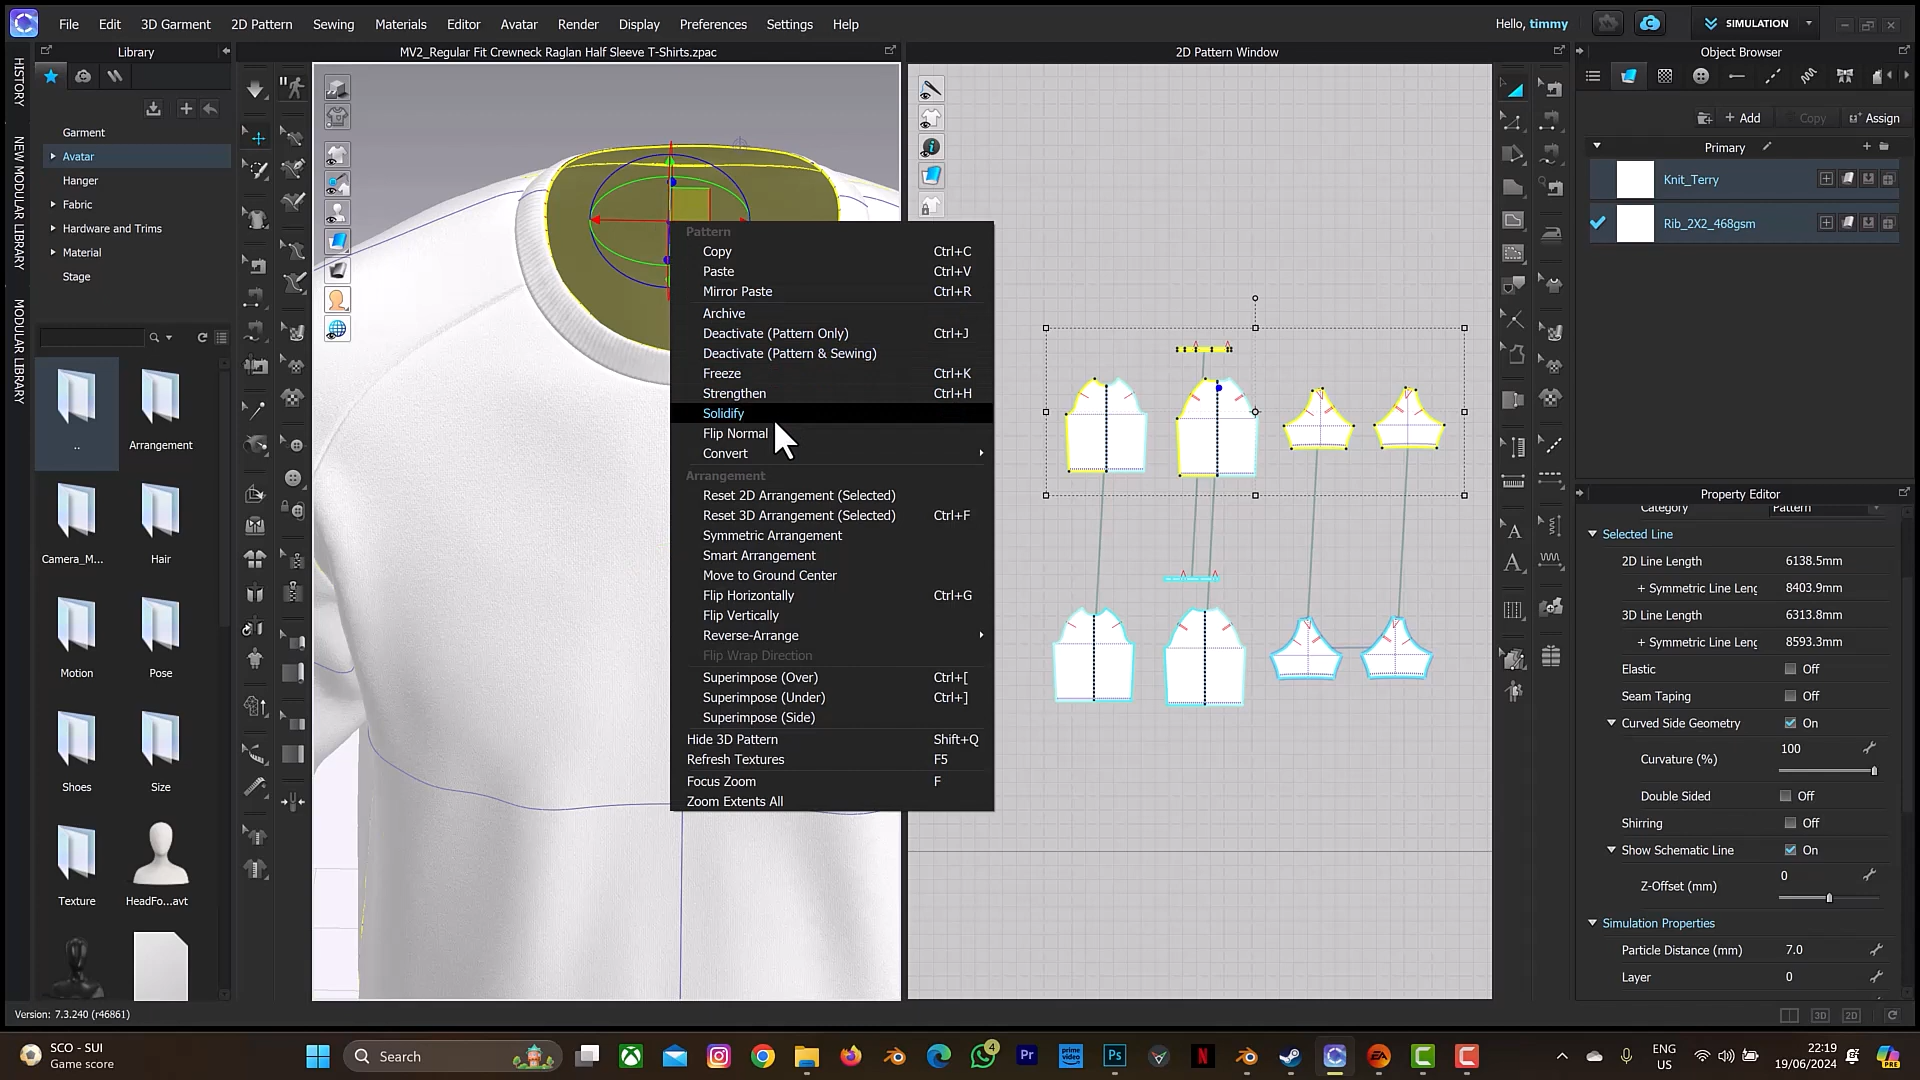 File
Edit
3D Garment
2D Pattern
Sewing
Materials
Editor
Avatar
Render
Display
Preferences
Settings
Help
Hello, timmy
SIMULATION
HISTORY
NEW MODULAR LIBRARY
MODULAR LIBRARY
Library
MV2_Regular Fit Crewneck Raglan Half Sleeve T-Shirts.zpac
2D Pattern Window
Object Browser
Garment
Avatar
Hanger
Fabric
Hardware and Trims
Material
Stage
..
Arrangement
Camera_M...
Hair
Motion
Pose
Shoes
Size
Texture
HeadFo...avt
Pattern
Copy Ctrl+C
Paste Ctrl+V
Mirror Paste Ctrl+R
Archive
Deactivate (Pattern Only) Ctrl+J
Deactivate (Pattern & Sewing)
Freeze Ctrl+K
Strengthen Ctrl+H
Solidify
Flip Normal
Convert
Arrangement
Reset 2D Arrangement (Selected)
Reset 3D Arrangement (Selected) Ctrl+F
Symmetric Arrangement
Smart Arrangement
Move to Ground Center
Flip Horizontally Ctrl+G
Flip Vertically
Reverse-Arrange
Flip Wrap Direction
Superimpose (Over) Ctrl+[
Superimpose (Under) Ctrl+]
Superimpose (Side)
Hide 3D Pattern Shift+Q
Refresh Textures F5
Focus Zoom F
Zoom Extents All
+ Add
Copy
Assign
Primary
Knit_Terry
Rib_2X2_468gsm
Property Editor
Category Pattern
Selected Line
2D Line Length 6138.5mm
+ Symmetric Line Leng 8403.9mm
3D Line Length 6313.8mm
+ Symmetric Line Leng 8593.3mm
Elastic Off
Seam Taping Off
Curved Side Geometry On
Curvature (%) 100
Double Sided Off
Shirring Off
Show Schematic Line On
Z-Offset (mm) 0
Simulation Properties
Particle Distance (mm) 7.0
Layer 0
Version: 7.3.240 (r46861)
3D
2D
SCO - SUI
Game score
Search
4
Pr
prime video
Ps
N
EA
C
C
ENG
US
22:19
19/06/2024
PRE